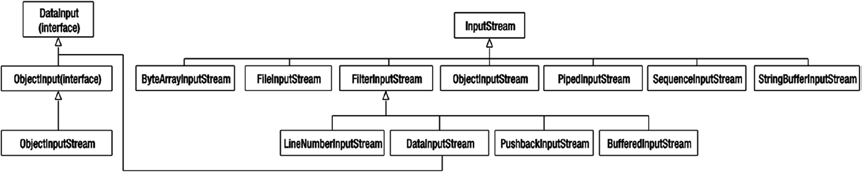 DataInput
(interface)
InputStream
ObjectInput(interface)
ByteArrayInputStream
FileInputStream
FilterInputStream
ObjectInputStream
PipedInputStream
SequenceInputStream
StringBufferInputStream
ObjectInputStream
LineNumberInputStream
DataInputStream
PushbackInputStream
BufferedInputStream